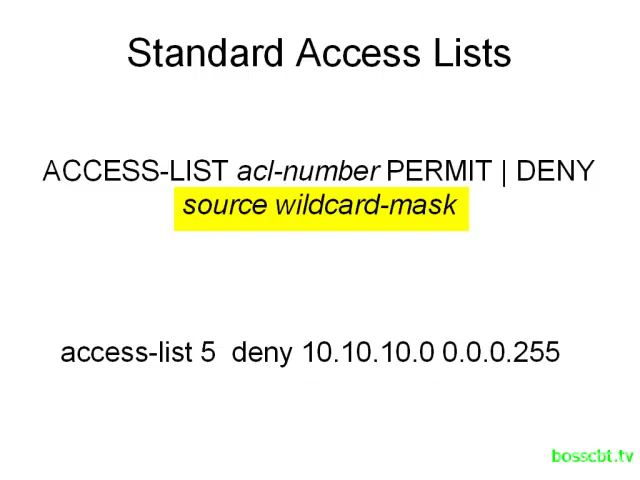 Standard Access Lists
ACCESS-LIST acl-number PERMIT | DENY
source wildcard-mask
access-list 5  deny 10.10.10.0 0.0.0.255
bosscbt.tv